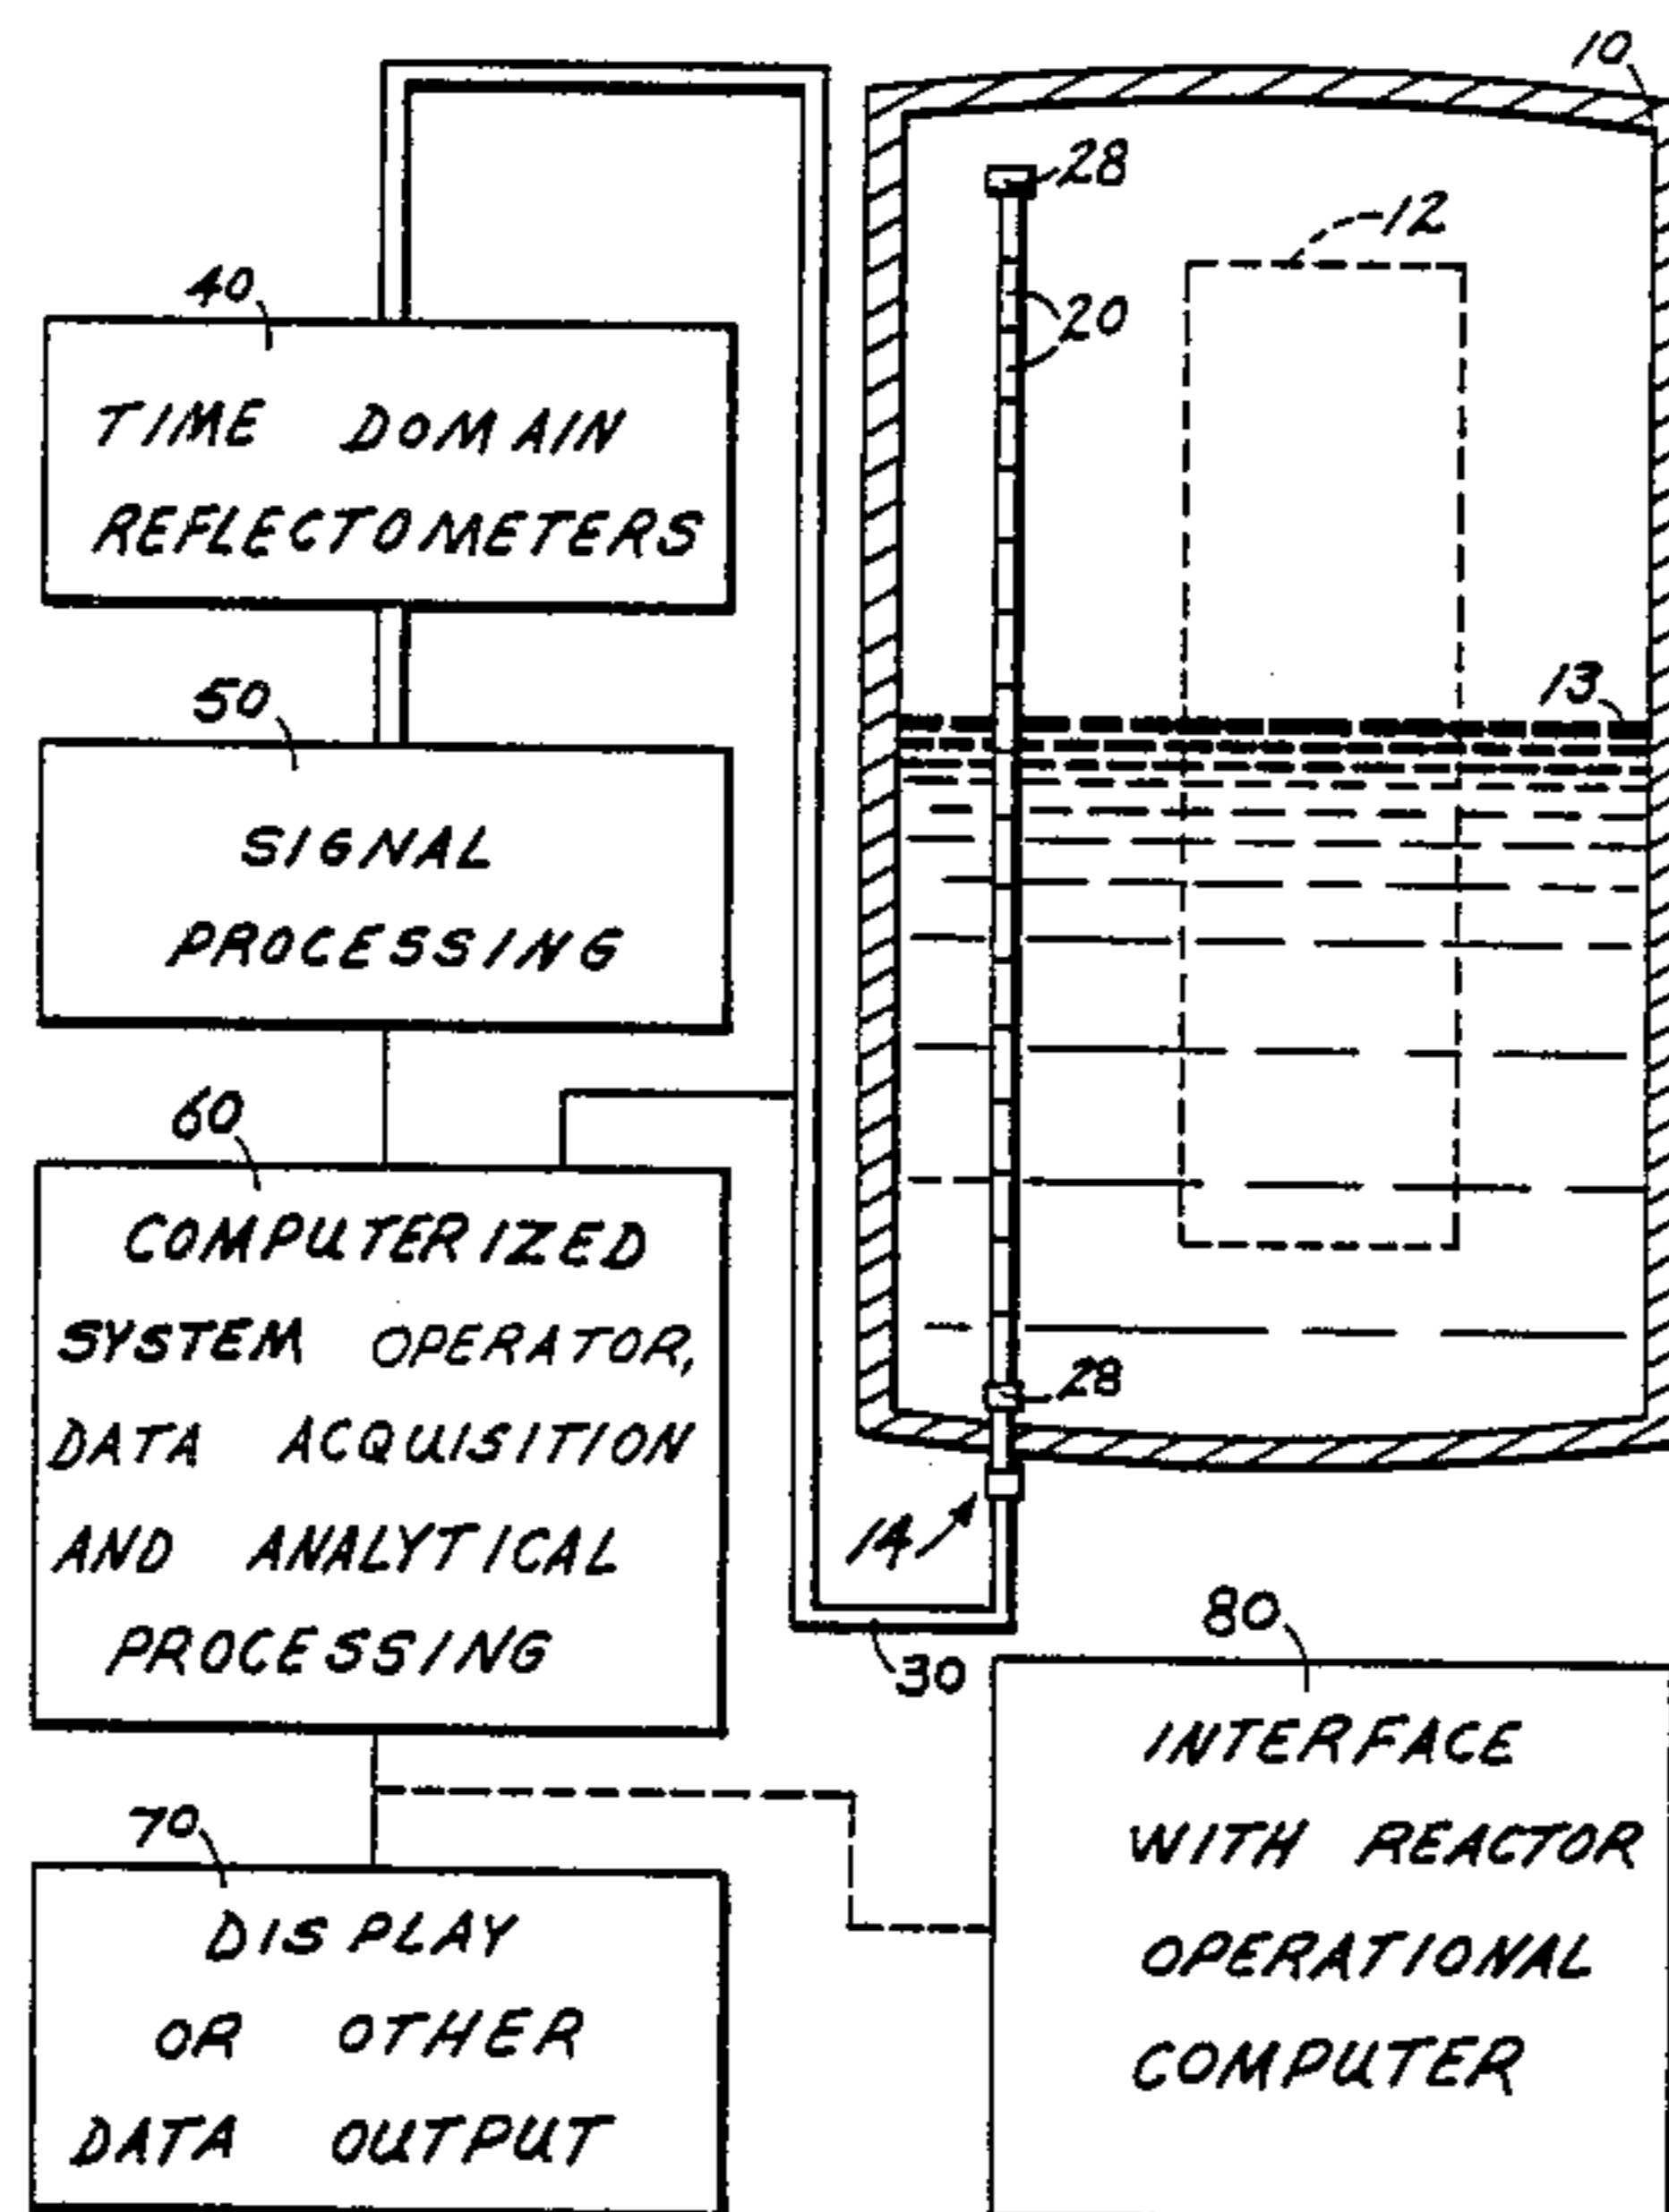 10
28
12
20
40
TIME DOMAIN
REFLECTOMETERS
13
50
SIGNAL
PROCESSING
60
COMPUTERIZED
SYSTEM OPERATOR,
DATA ACQUISITION
AND ANALYTICAL
PROCESSING
28
14
30
80
INTERFACE
WITH REACTOR
OPERATIONAL
COMPUTER
70
DISPLAY
OR OTHER
DATA OUTPUT